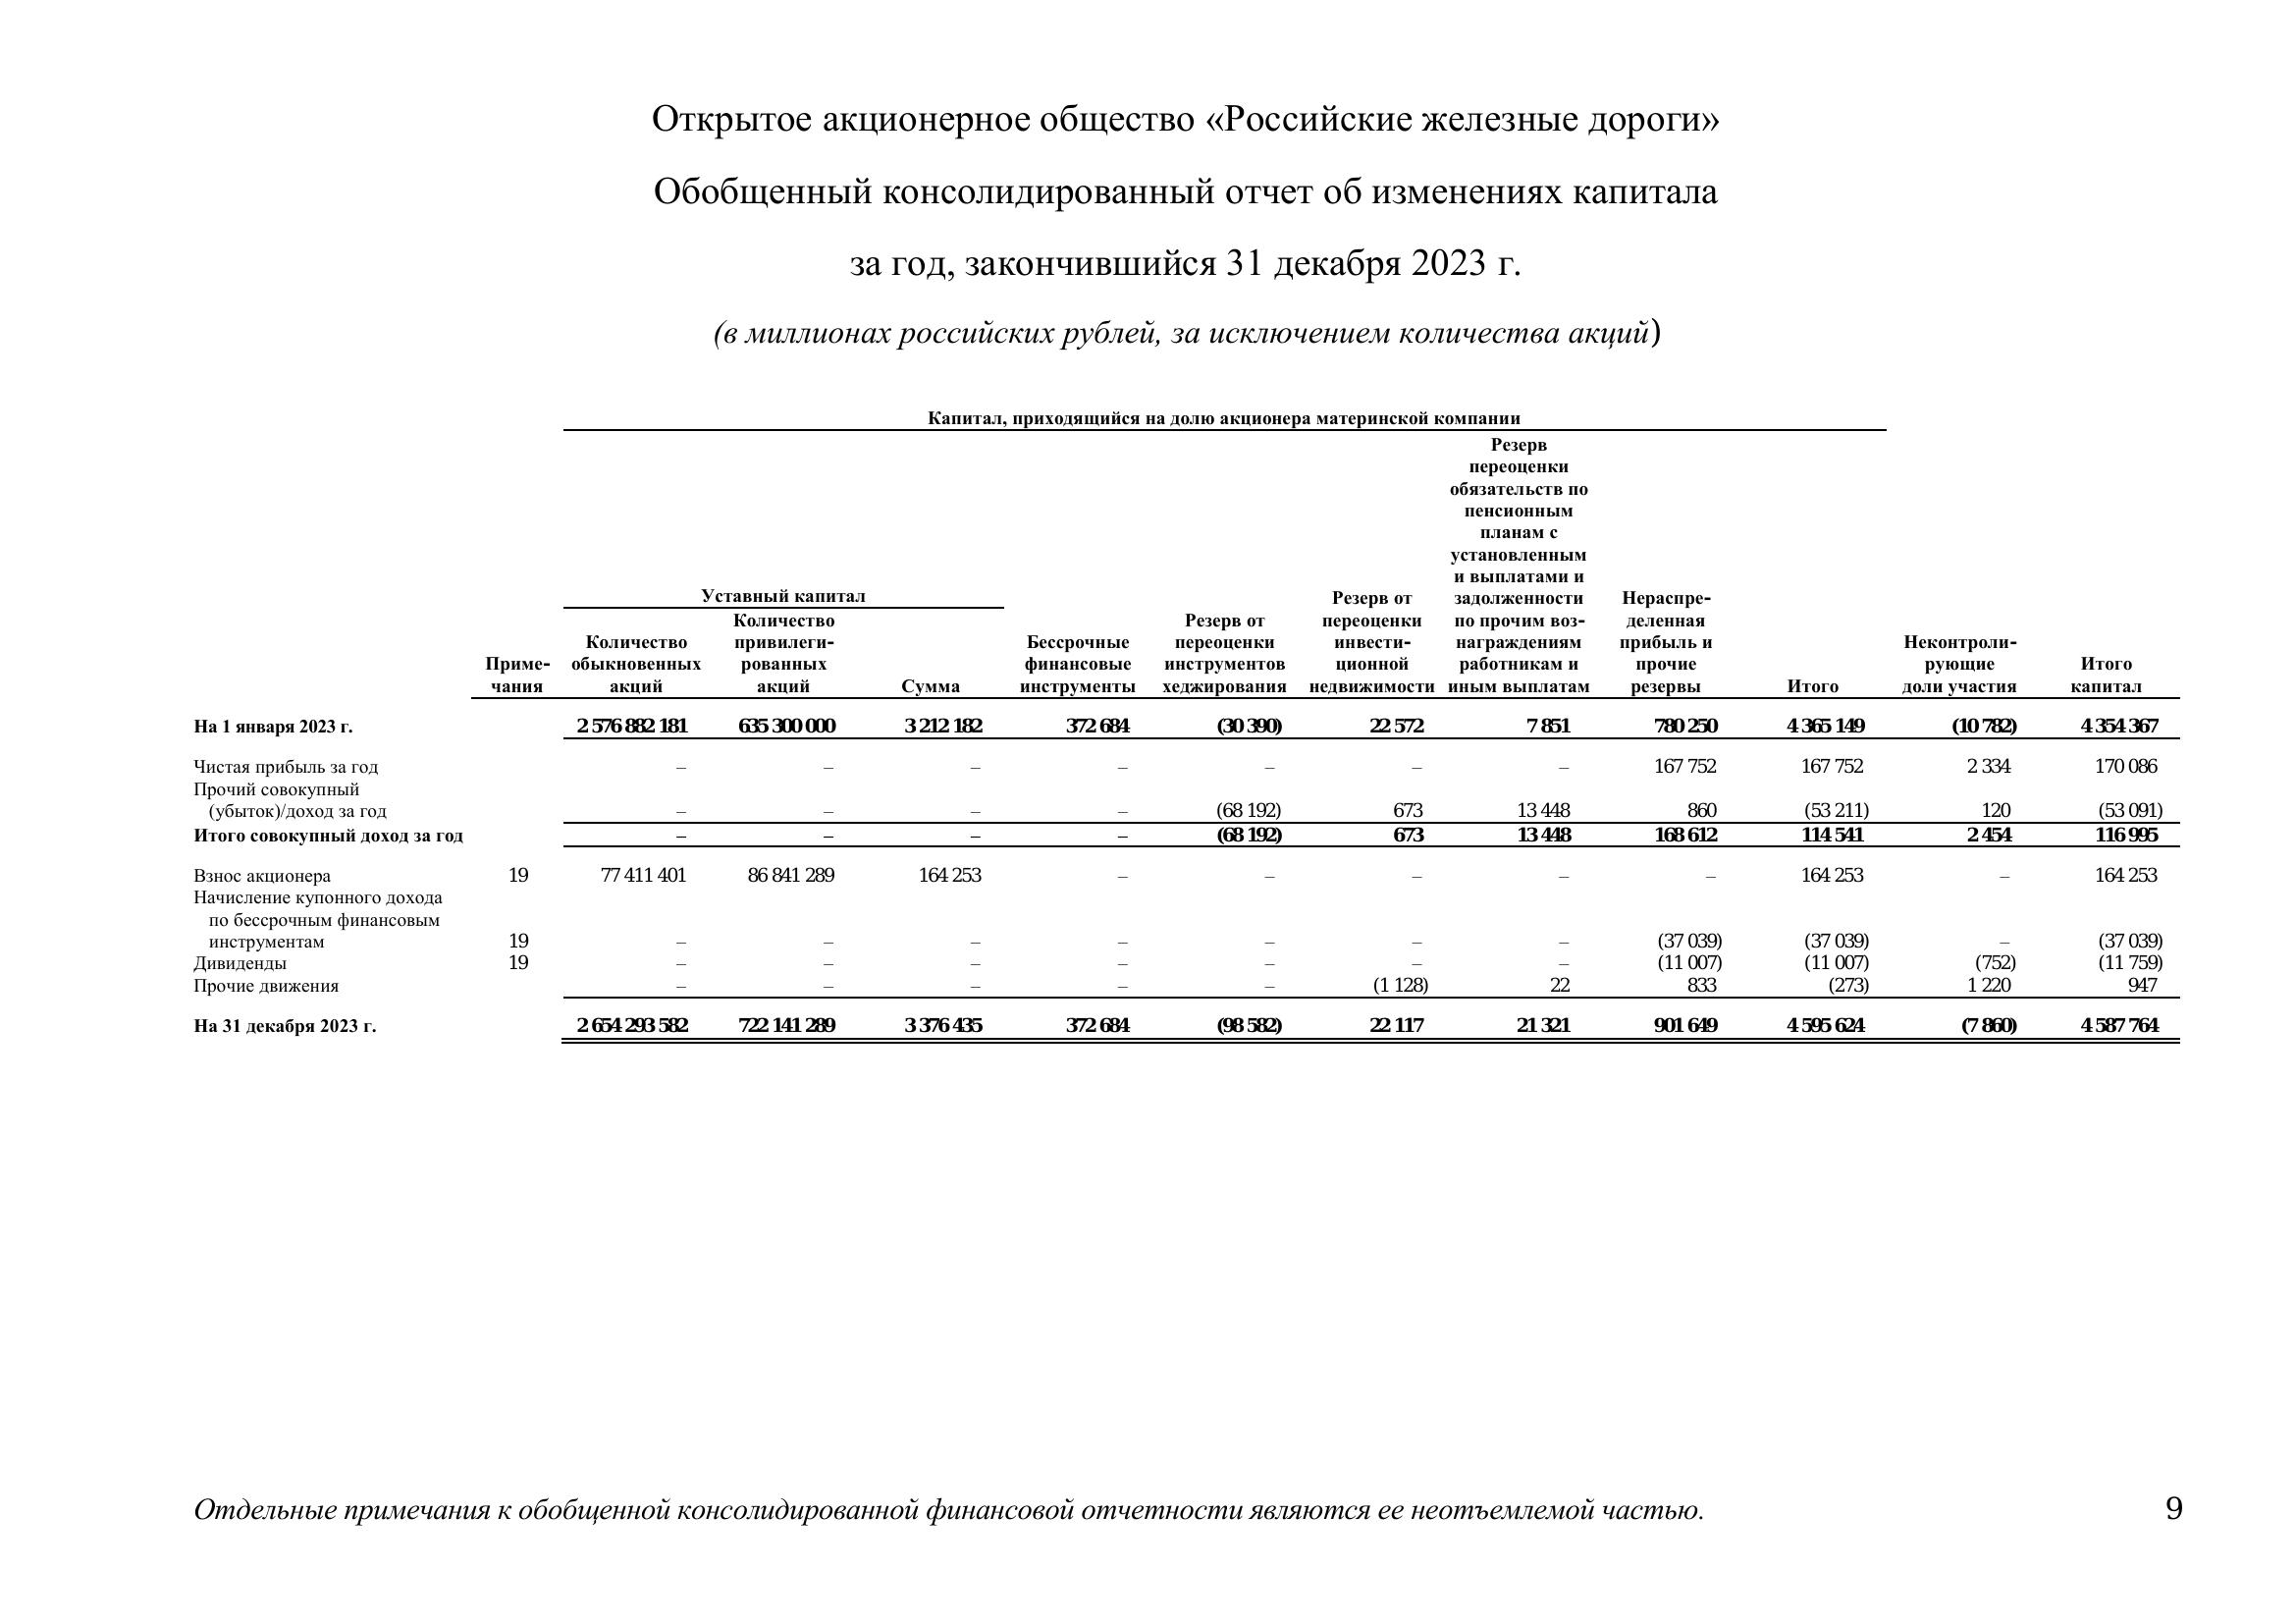 Открытое акционерное общество «Российские железные дороги»
Обобщенный консолидированный отчет об изменениях капитала
за год, закончившийся 31 декабря 2023 г.
(в миллионах российских рублей, за исключением количества акций)
Капитал, приходящийся на долю акционера материнской компании
Уставный капитал
Приме-
чания
Количество
обыкновенных
акций
Количество
привилеги-
рованных
акций
Сумма
Бессрочные
финансовые
инструменты
Резерв от
переоценки
инструментов
хеджирования
Резерв от
переоценки
инвести-
ционной
недвижимости
Резерв
переоценки
обязательств по
пенсионным
планам с
установленным
и выплатами и
задолженности
по прочим воз-
награждениям
работникам и
иным выплатам
Нераспре-
деленная
прибыль и
прочие
резервы
Итого
Неконтроли-
рующие
доли участия
Итого
капитал
На 1 января 2023 г. 2 576 882 181 635 300 000 3 212 182 372 684 (30 390) 22 572 7 851 780 250 4 365 149 (10 782) 4 354 367
Чистая прибыль за год – – – – – – – 167 752 167 752 2 334 170 086
Прочий совокупный
(убыток)/доход за год – – – – (68 192) 673 13 448 860 (53 211) 120 (53 091)
Итого совокупный доход за год – – – – (68 192) 673 13 448 168 612 114 541 2 454 116 995
Взнос акционера 19 77 411 401 86 841 289 164 253 – – – – – 164 253 – 164 253
Начисление купонного дохода
по бессрочным финансовым
инструментам 19 – – – – – – – (37 039) (37 039) – (37 039)
Дивиденды 19 – – – – – – – (11 007) (11 007) (752) (11 759)
Прочие движения – – – – – (1 128) 22 833 (273) 1 220 947
На 31 декабря 2023 г. 2 654 293 582 722 141 289 3 376 435 372 684 (98 582) 22 117 21 321 901 649 4 595 624 (7 860) 4 587 764
Отдельные примечания к обобщенной консолидированной финансовой отчетности являются ее неотъемлемой частью. 9